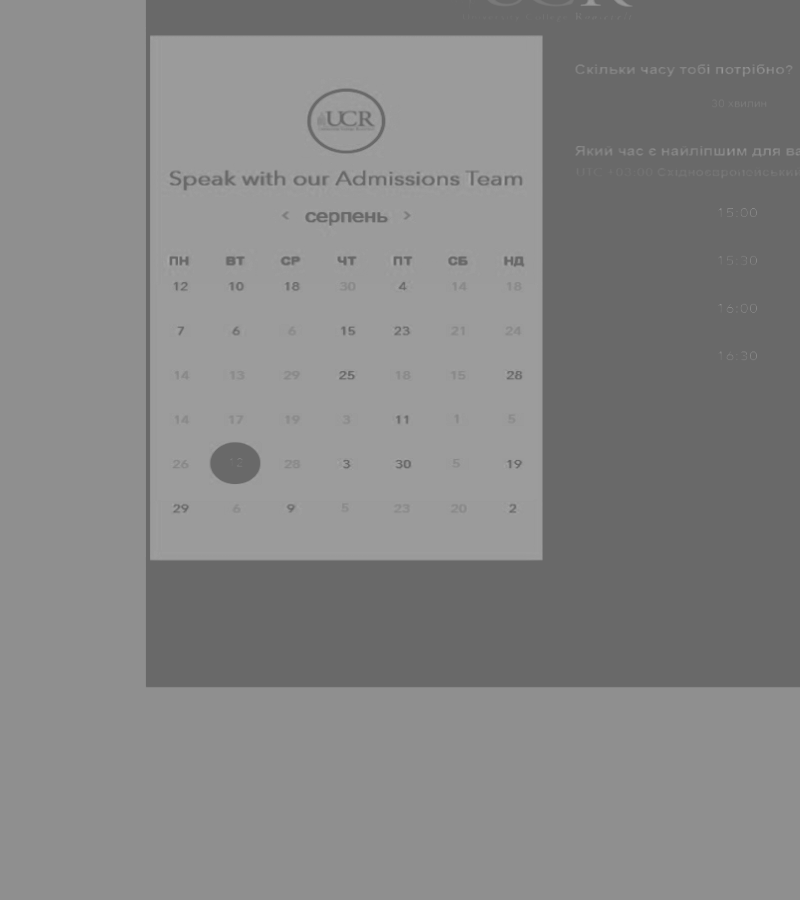 UCR
UCR
Speak with our Admissions Team
< серпень >
ПН ВТ СР ЧТ ПТ СБ НД
12 10 18 30 4 14 18
7 6 6 15 23 21 24
14 13 29 25 18 15 28
14 17 19 3 11 1 5
26 12 28 3 30 5 19
29 6 9 5 23 20 2
Скільки часу тобі потрібно?
30 хвилин
Який час є найліпшим для ва
UTC +03:00 Східноєвропейський
15:00
15:30
16:00
16:30